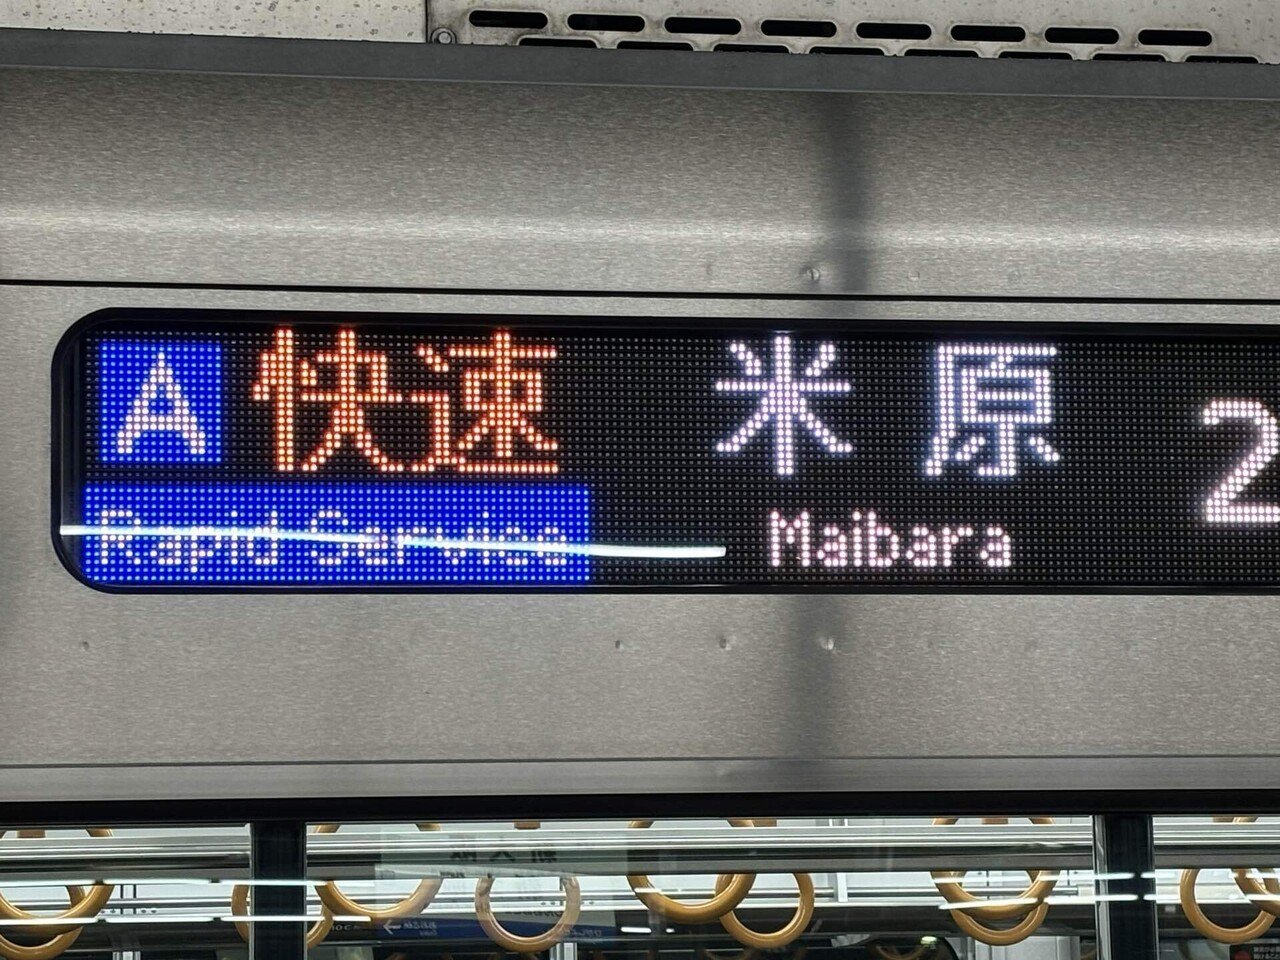 A 快速 米原 2
Rapid Service Maibara